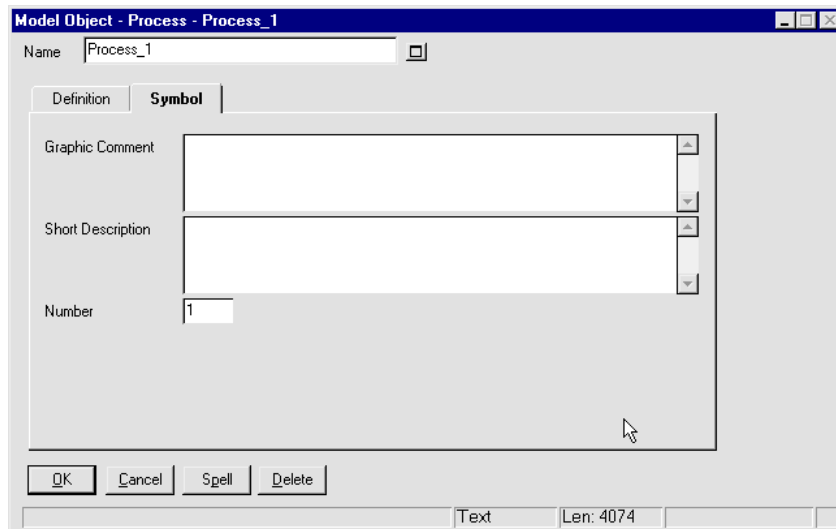 Model Object - Process - Process_1
Name Process_1
Definition Symbol
Graphic Comment
Short Description
Number 1
OK Cancel Spell Delete
Text Len: 4074